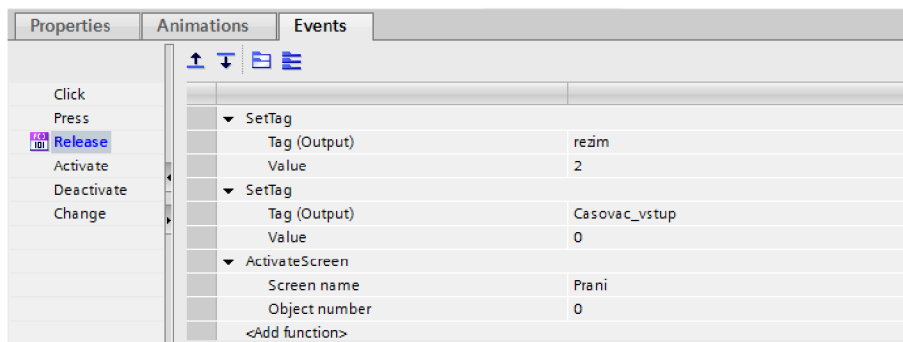 Properties Animations Events
Click
Press
Release
Activate
Deactivate
Change
SetTag
Tag (Output) rezim
Value 2
SetTag
Tag (Output) Casovac_vstup
Value 0
ActivateScreen
Screen name Prani
Object number 0
<Add function>